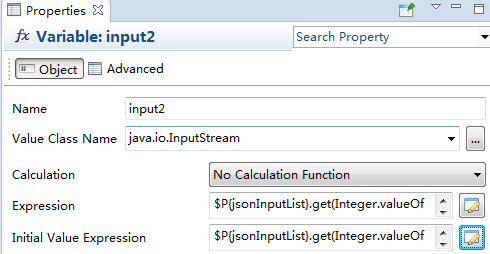 Properties
fx Variable: input2
Search Property
Object Advanced
Name input2
Value Class Name java.io.InputStream ...
Calculation No Calculation Function
Expression $P{jsonInputList}.get(Integer.valueOf
Initial Value Expression $P{jsonInputList}.get(Integer.valueOf